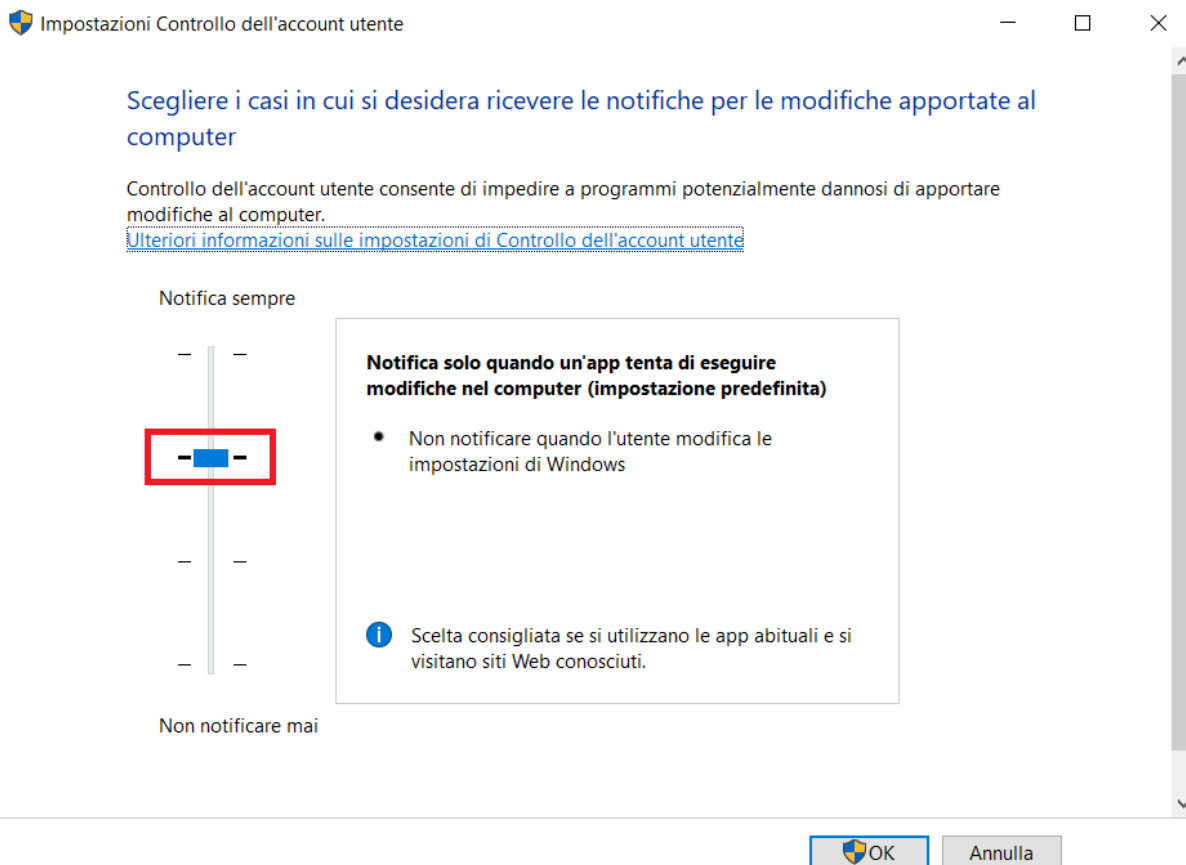 Impostazioni Controllo dell'account utente
Scegliere i casi in cui si desidera ricevere le notifiche per le modifiche apportate al
computer
Controllo dell'account utente consente di impedire a programmi potenzialmente dannosi di apportare
modifiche al computer.
Ulteriori informazioni sulle impostazioni di Controllo dell'account utente
Notifica sempre
Notifica solo quando un'app tenta di eseguire
modifiche nel computer (impostazione predefinita)
Non notificare quando l'utente modifica le
impostazioni di Windows
Scelta consigliata se si utilizzano le app abituali e si
visitano siti Web conosciuti.
Non notificare mai
OK
Annulla